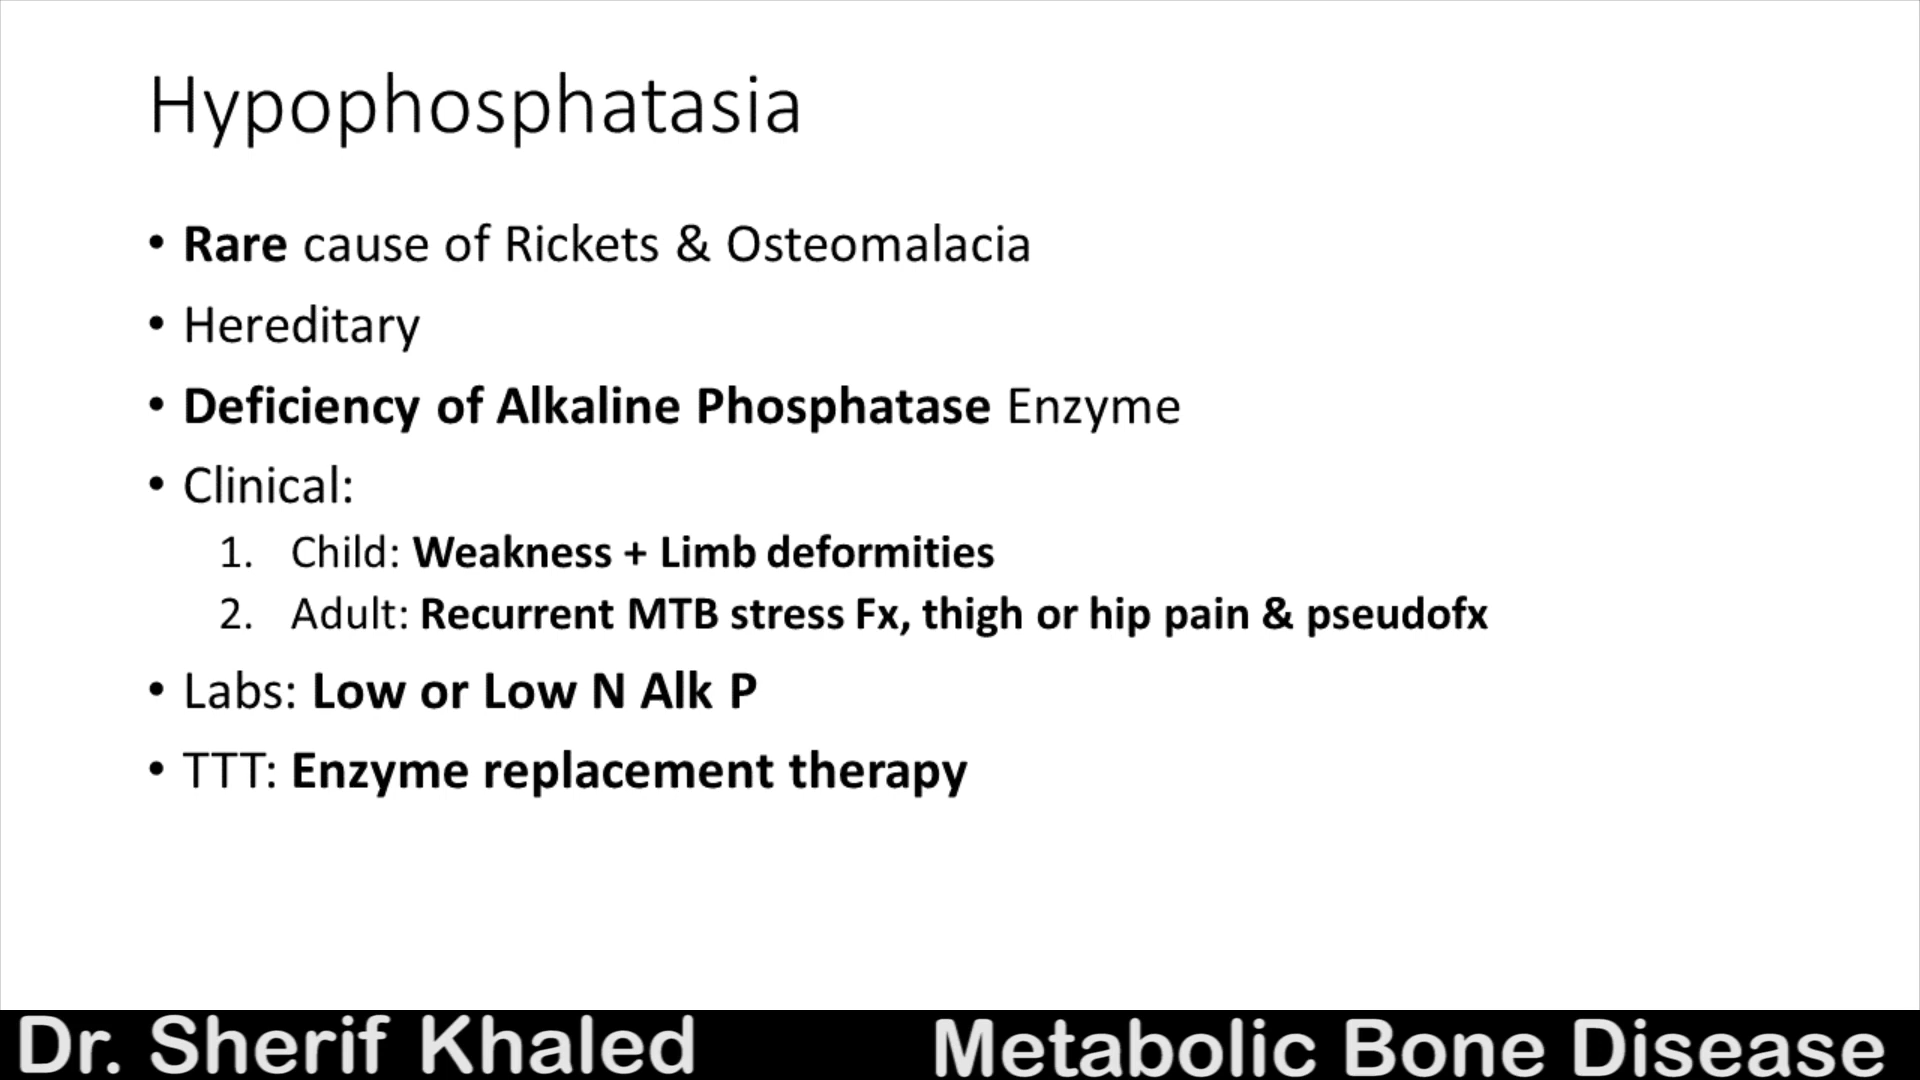 Hypophosphatasia
• Rare cause of Rickets & Osteomalacia
• Hereditary
• Deficiency of Alkaline Phosphatase Enzyme
• Clinical:
1. Child: Weakness + Limb deformities
2. Adult: Recurrent MTB stress Fx, thigh or hip pain & pseudofx
• Labs: Low or Low N Alk P
• TTT: Enzyme replacement therapy
Dr. Sherif Khaled
Metabolic Bone Disease